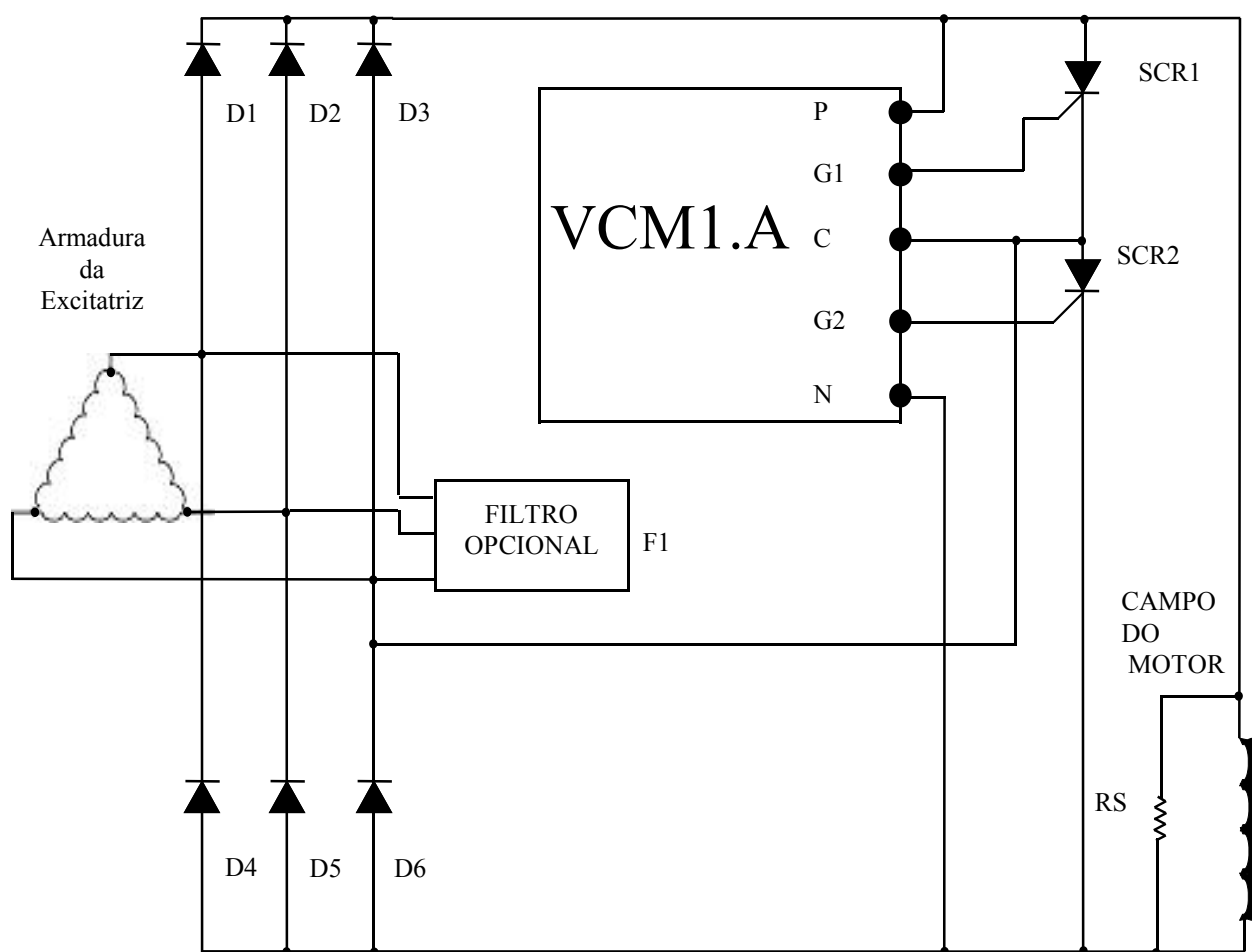 D1
D2
D3
SCR1
P
G1
VCM1.A
C
G2
N
SCR2
Armadura
da
Excitatriz
FILTRO
OPCIONAL
F1
CAMPO
DO
MOTOR
RS
D4
D5
D6